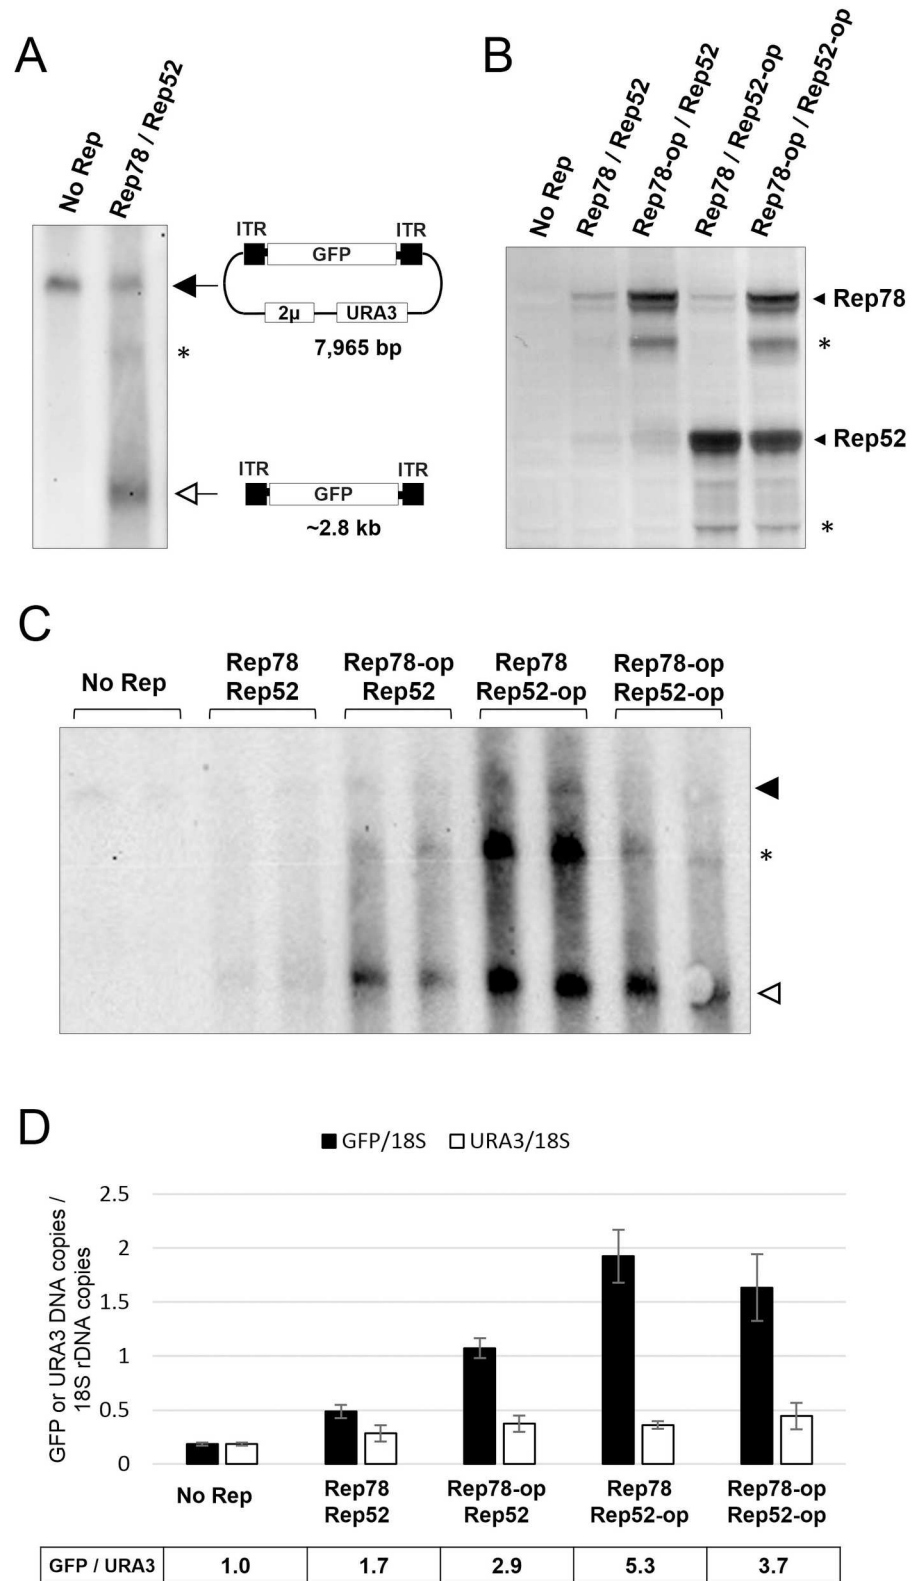 A
No Rep
Rep78 / Rep52
ITR
ITR
GFP
2μ
URA3
7,965 bp
*
ITR
ITR
GFP
~2.8 kb
B
No Rep
Rep78 / Rep52
Rep78-op / Rep52
Rep78 / Rep52-op
Rep78-op / Rep52-op
Rep78
*
Rep52
*
C
No Rep
Rep78
Rep52
Rep78-op
Rep52
Rep78
Rep52-op
Rep78-op
Rep52-op
*
D
GFP/18S URA3/18S
GFP or URA3 DNA copies /
18S rDNA copies
2.5
2
1.5
1
0.5
0
No Rep
Rep78
Rep52
Rep78-op
Rep52
Rep78
Rep52-op
Rep78-op
Rep52-op
GFP / URA3 1.0 1.7 2.9 5.3 3.7